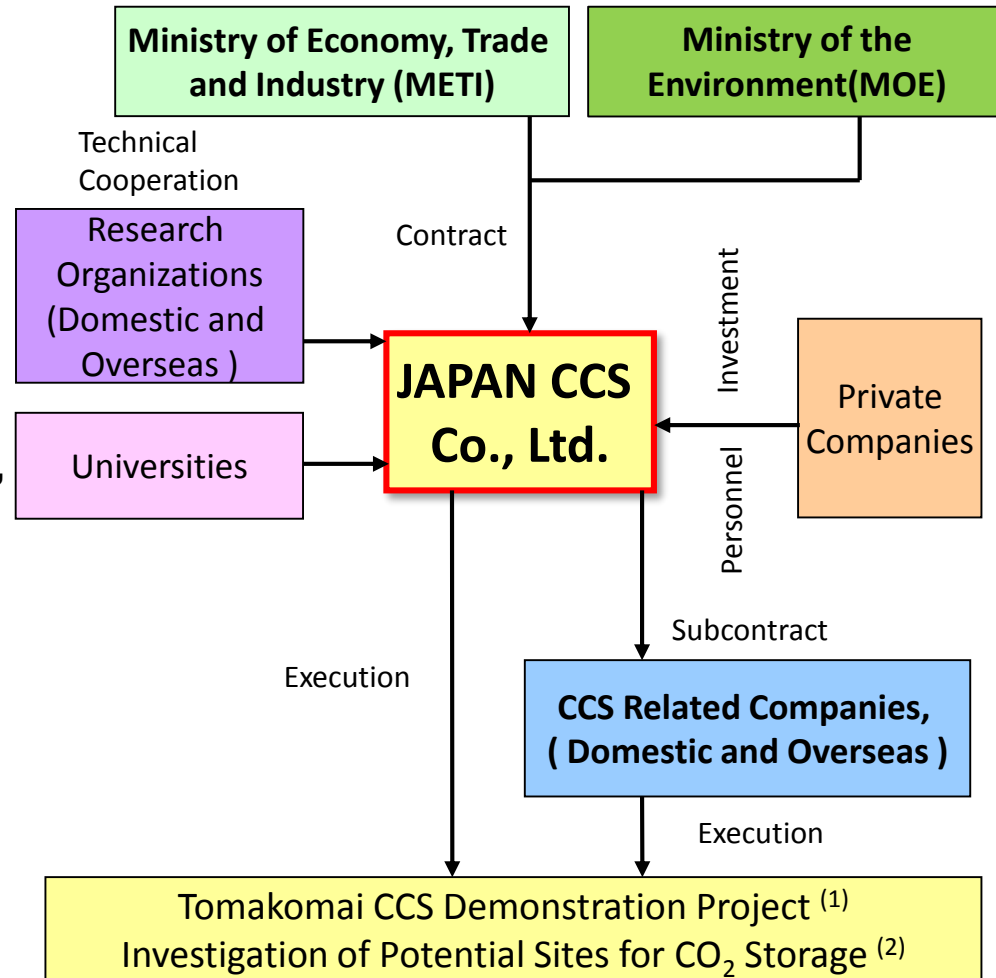 Ministry of Economy, Trade
and Industry (METI)
Ministry of the
Environment(MOE)
Technical
Cooperation
Research
Organizations
(Domestic and
Overseas )
Contract
Investment
JAPAN CCS
Co., Ltd.
Private
Companies
,
Universities
Personnel
Subcontract
Execution
CCS Related Companies,
( Domestic and Overseas )
Execution
Tomakomai CCS Demonstration Project (1)
Investigation of Potential Sites for CO₂ Storage (2)